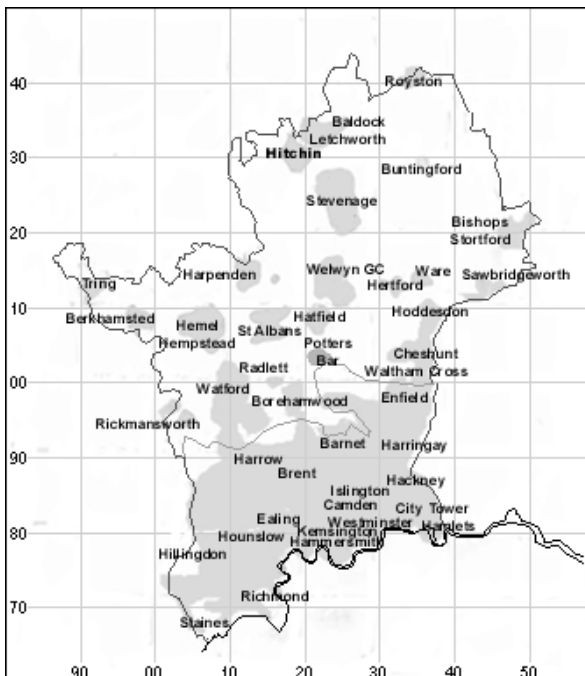 40
Royston
Baldock
Letchworth
30
Hitchin
Buntingford
Stevenage
Bishops
Stortford
20
Welwyn GC
Ware
Harpenden
Sawbridgeworth
Tring
Hertford
10
Berkhamsted
Hemel
Hempstead
St Albans
Hatfield
Hoddesdon
Potters
Bar
Cheshunt
Radlett
Waltham Cross
00
Watford
Borehamwood
Enfield
Rickmansworth
Barnet
Harringay
90
Harrow
Brent
Hackney
Islington
Camden
City
Tower
Hamlets
Ealing
Westminster
80
Hounslow
Kemsington
Hammersmith
Hillingdon
Richmond
70
Staines
90
00
10
20
30
40
50